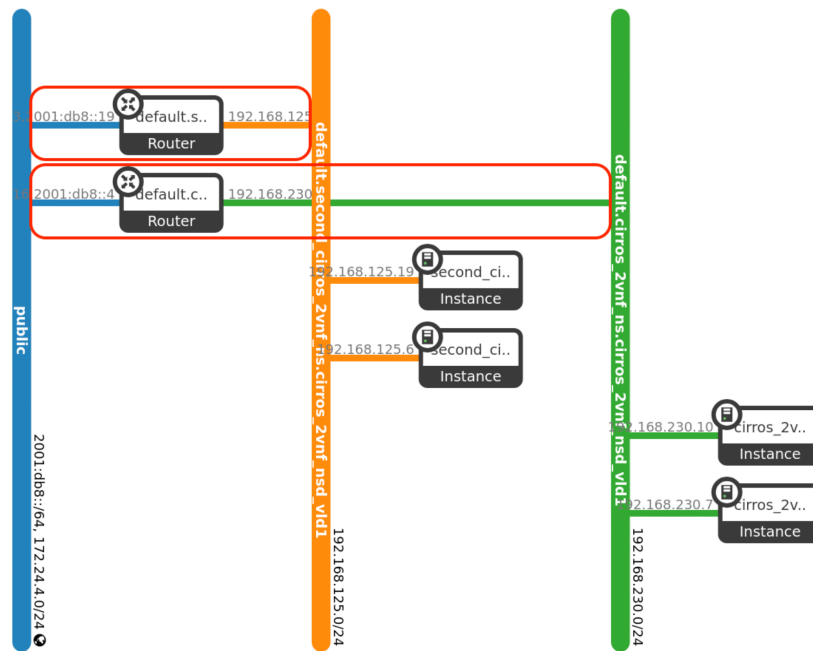 public
2001:db8::/64, 172.24.4.0/24
2001:db8::19
default.s..
Router
192.168.125
2001:db8::4
default.c..
Router
192.168.230
default.second_cirros_2vnf_ns.cirros_2vnf_nsd_vld1
192.168.125.0/24
192.168.125.19
second_ci..
Instance
192.168.125.6
second_ci..
Instance
default.cirros_2vnf_ns.cirros_2vnf_nsd_vld1
192.168.230.0/24
192.168.230.10
cirros_2v..
Instance
192.168.230.7
cirros_2v..
Instance